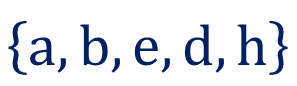 {a, b, e, d, h}